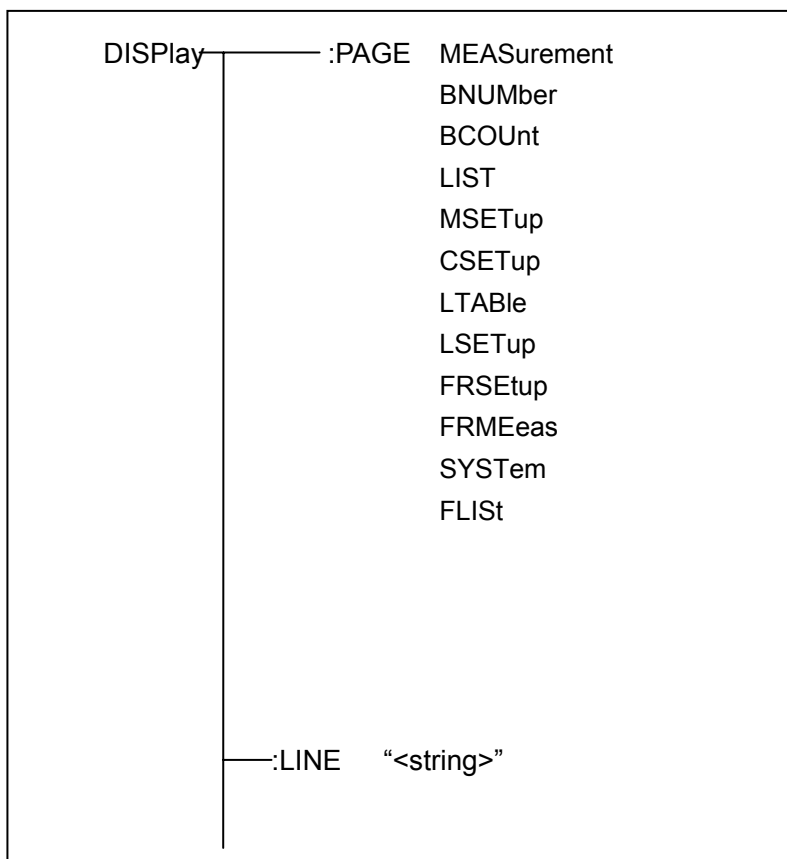 DISPlay :PAGE MEASurement
BNUMber
BCOUnt
LIST
MSETup
CSETup
LTABle
LSETup
FRSEtup
FRMEeas
SYSTem
FLISt
:LINE “<string>”